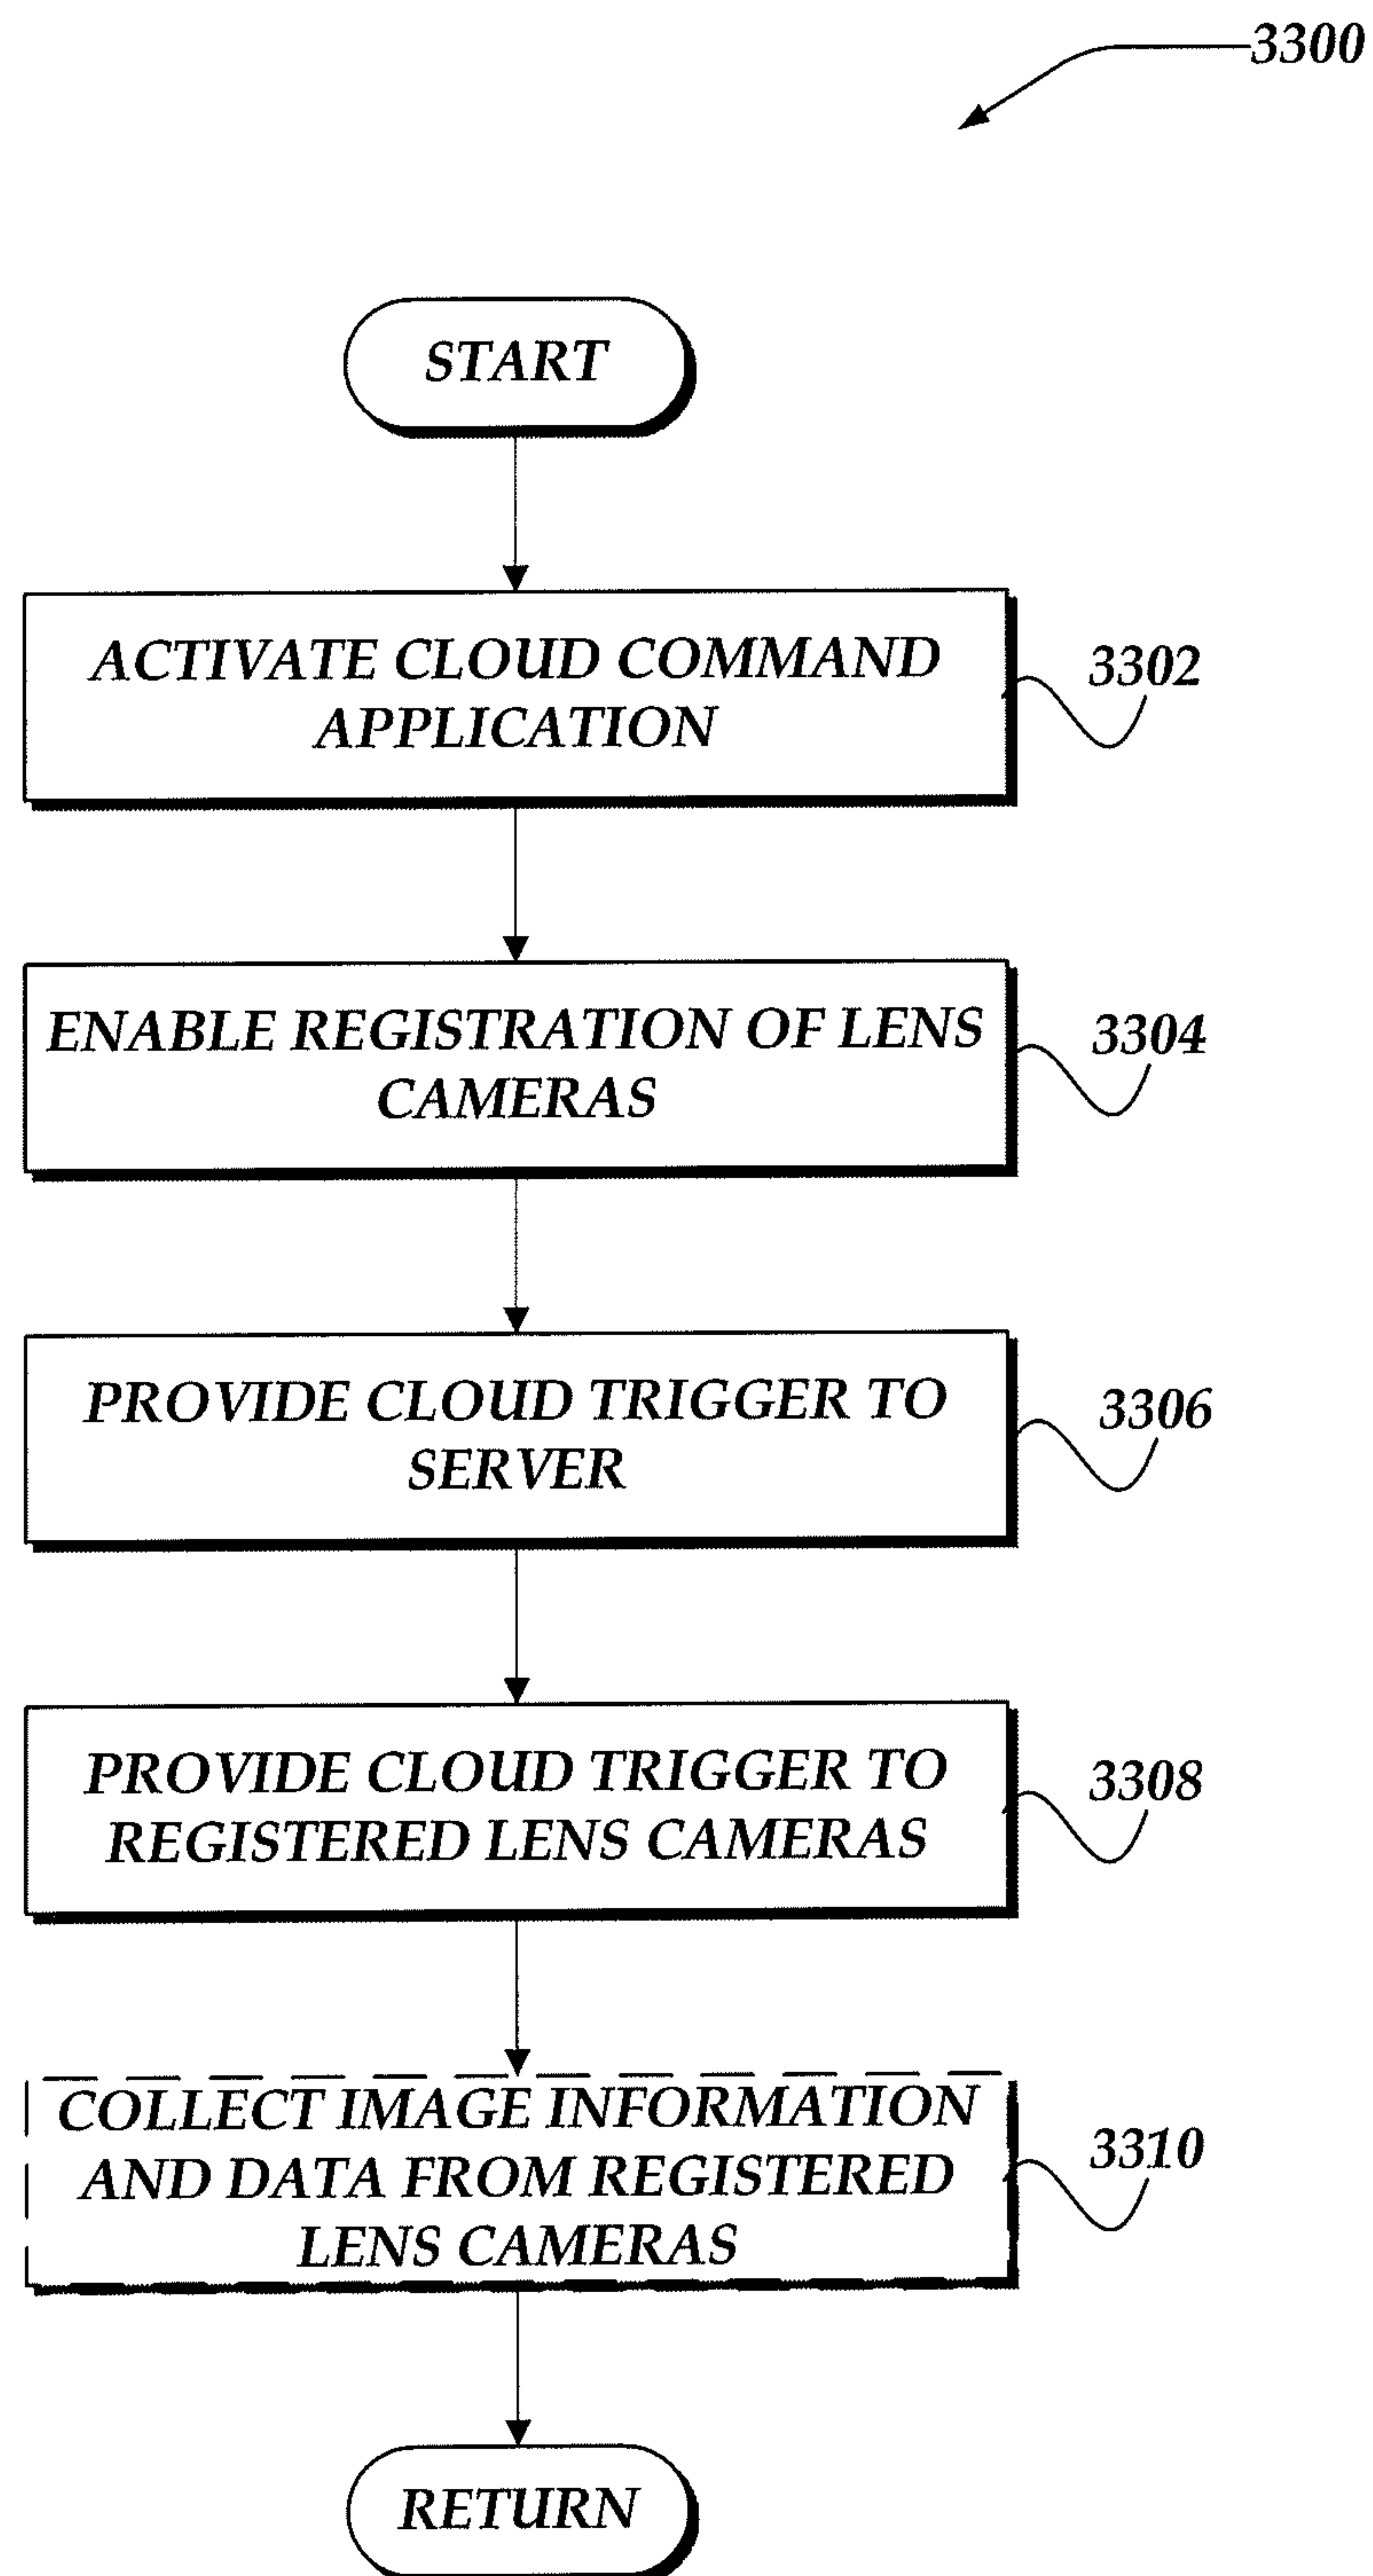 3300
START
ACTIVATE CLOUD COMMAND
APPLICATION
3302
ENABLE REGISTRATION OF LENS
CAMERAS
3304
PROVIDE CLOUD TRIGGER TO
SERVER
3306
PROVIDE CLOUD TRIGGER TO
REGISTERED LENS CAMERAS
3308
COLLECT IMAGE INFORMATION
AND DATA FROM REGISTERED
LENS CAMERAS
3310
RETURN